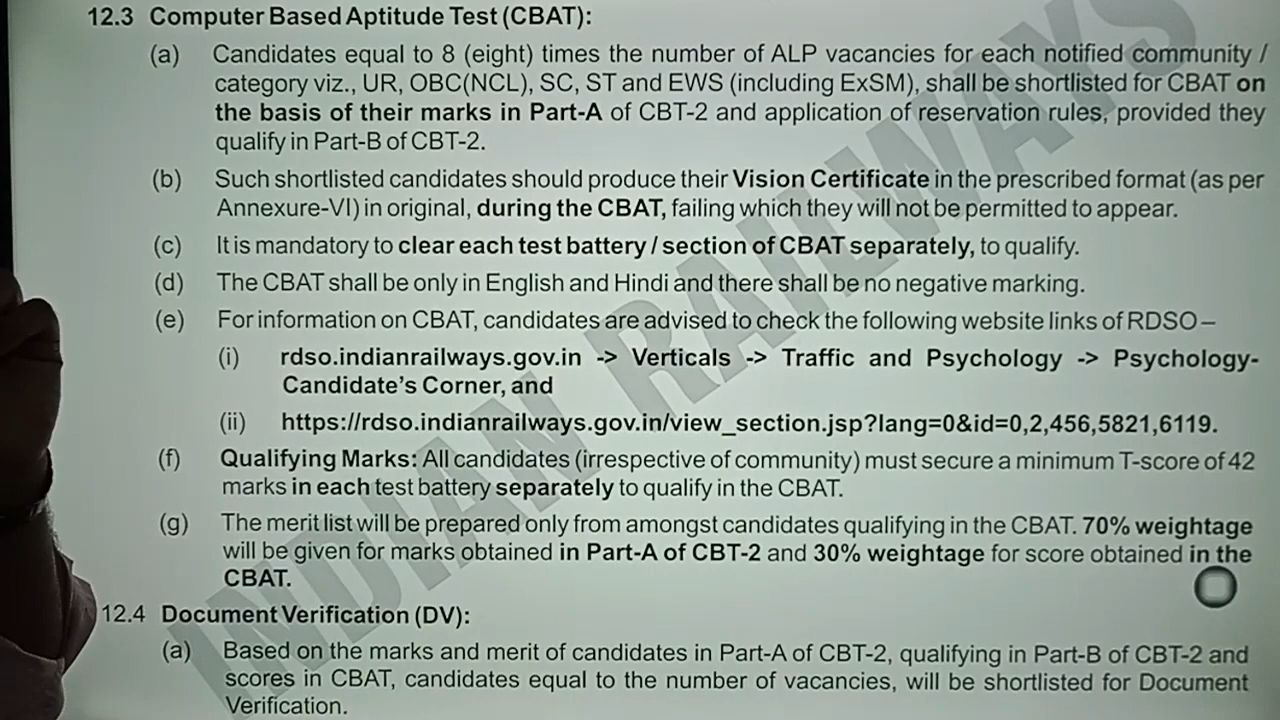 12.3 Computer Based Aptitude Test (CBAT):
(a) Candidates equal to 8 (eight) times the number of ALP vacancies for each notified community /
category viz., UR, OBC(NCL), SC, ST and EWS (including ExSM), shall be shortlisted for CBAT on
the basis of their marks in Part-A of CBT-2 and application of reservation rules, provided they
qualify in Part-B of CBT-2.
(b) Such shortlisted candidates should produce their Vision Certificate in the prescribed format (as per
Annexure-VI) in original, during the CBAT, failing which they will not be permitted to appear.
(c) It is mandatory to clear each test battery / section of CBAT separately, to qualify.
(d) The CBAT shall be only in English and Hindi and there shall be no negative marking.
(e) For information on CBAT, candidates are advised to check the following website links of RDSO –
(i) rdso.indianrailways.gov.in -> Verticals -> Traffic and Psychology -> Psychology-
Candidate's Corner, and
(ii) https://rdso.indianrailways.gov.in/view_section.jsp?lang=0&id=0,2,456,5821,6119.
(f) Qualifying Marks: All candidates (irrespective of community) must secure a minimum T-score of 42
marks in each test battery separately to qualify in the CBAT.
(g) The merit list will be prepared only from amongst candidates qualifying in the CBAT. 70% weightage
will be given for marks obtained in Part-A of CBT-2 and 30% weightage for score obtained in the
CBAT.
12.4 Document Verification (DV):
(a) Based on the marks and merit of candidates in Part-A of CBT-2, qualifying in Part-B of CBT-2 and
scores in CBAT, candidates equal to the number of vacancies, will be shortlisted for Document
Verification.
INDIAN RAILWAYS